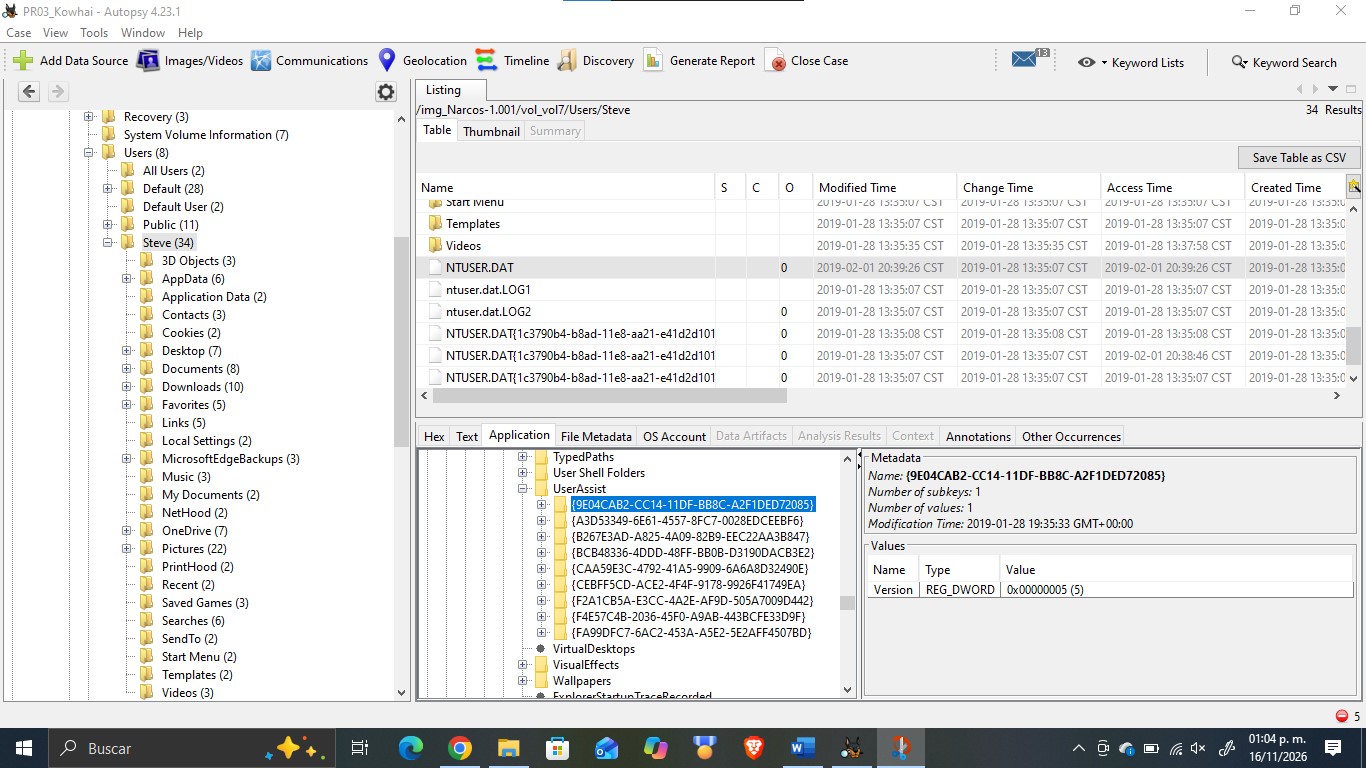 PR03_Kowhai - Autopsy 4.23.1
Case View Tools Window Help
Add Data Source Images/Videos Communications Geolocation Timeline Discovery Generate Report Close Case 13 Keyword Lists Keyword Search
Recovery (3)
System Volume Information (7)
Users (8)
All Users (2)
Default (28)
Default User (2)
Public (11)
Steve (34)
3D Objects (3)
AppData (6)
Application Data (2)
Contacts (3)
Cookies (2)
Desktop (7)
Documents (8)
Downloads (10)
Favorites (5)
Links (5)
Local Settings (2)
MicrosoftEdgeBackups (3)
Music (3)
My Documents (2)
NetHood (2)
OneDrive (7)
Pictures (22)
PrintHood (2)
Recent (2)
Saved Games (3)
Searches (6)
SendTo (2)
Start Menu (2)
Templates (2)
Videos (3)
Listing
/img_Narcos-1.001/vol_vol7/Users/Steve 34 Results
Table Thumbnail Summary
Save Table as CSV
Name S C O Modified Time Change Time Access Time Created Time
Start Menu 2019-01-28 13:35:07 CST 2019-01-28 13:35:07 CST 2019-01-28 13:35:07 CST 2019-01-28 13:35:0
Templates 2019-01-28 13:35:07 CST 2019-01-28 13:35:07 CST 2019-01-28 13:35:07 CST 2019-01-28 13:35:0
Videos 2019-01-28 13:35:35 CST 2019-01-28 13:35:35 CST 2019-01-28 13:37:58 CST 2019-01-28 13:35:0
NTUSER.DAT 0 2019-02-01 20:39:26 CST 2019-01-28 13:35:07 CST 2019-02-01 20:39:26 CST 2019-01-28 13:35:0
ntuser.dat.LOG1 2019-01-28 13:35:07 CST 2019-01-28 13:35:07 CST 2019-01-28 13:35:07 CST 2019-01-28 13:35:0
ntuser.dat.LOG2 0 2019-01-28 13:35:07 CST 2019-01-28 13:35:07 CST 2019-01-28 13:35:07 CST 2019-01-28 13:35:0
NTUSER.DAT{1c3790b4-b8ad-11e8-aa21-e41d2d101 0 2019-01-28 13:35:08 CST 2019-01-28 13:35:08 CST 2019-01-28 13:35:08 CST 2019-01-28 13:35:0
NTUSER.DAT{1c3790b4-b8ad-11e8-aa21-e41d2d101 0 2019-01-28 13:35:07 CST 2019-01-28 13:35:07 CST 2019-02-01 20:38:46 CST 2019-01-28 13:35:0
NTUSER.DAT{1c3790b4-b8ad-11e8-aa21-e41d2d101 0 2019-01-28 13:35:07 CST 2019-01-28 13:35:07 CST 2019-01-28 13:35:07 CST 2019-01-28 13:35:0
Hex Text Application File Metadata OS Account Data Artifacts Analysis Results Context Annotations Other Occurrences
TypedPaths
User Shell Folders
UserAssist
{9E04CAB2-CC14-11DF-BB8C-A2F1DED72085}
{A3D53349-6E61-4557-8FC7-0028EDCEEBF6}
{B267E3AD-A825-4A09-82B9-EEC22AA3B847}
{BCB48336-4DDD-48FF-BB0B-D3190DACB3E2}
{CAA59E3C-4792-41A5-9909-6A6A8D32490E}
{CEBFF5CD-ACE2-4F4F-9178-9926F41749EA}
{F2A1CB5A-E3CC-4A2E-AF9D-505A7009D442}
{F4E57C4B-2036-45F0-A9AB-443BCFE33D9F}
{FA99DFC7-6AC2-453A-A5E2-5E2AFF4507BD}
VirtualDesktops
VisualEffects
Wallpapers
ExplorerStartupTraceRecorded
Metadata
Name: {9E04CAB2-CC14-11DF-BB8C-A2F1DED72085}
Number of subkeys: 1
Number of values: 1
Modification Time: 2019-01-28 19:35:33 GMT+00:00
Values
Name Type Value
Version REG_DWORD 0x00000005 (5)
5
Buscar
01:04 p. m.
16/11/2026